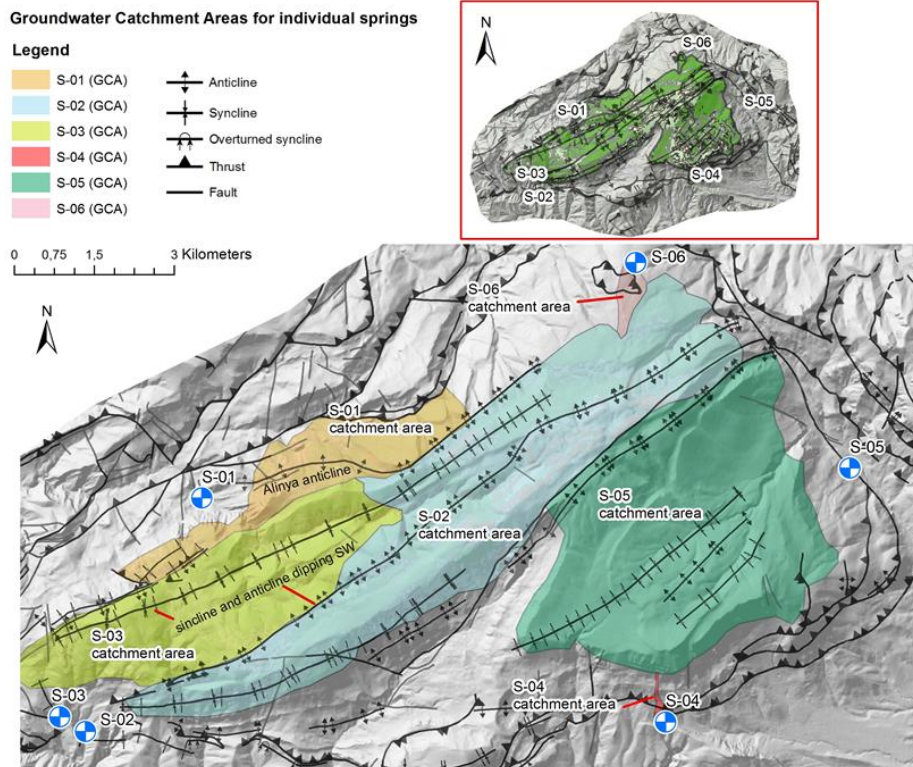 Groundwater Catchment Areas for individual springs
Legend
S-01 (GCA)
S-02 (GCA)
S-03 (GCA)
S-04 (GCA)
S-05 (GCA)
S-06 (GCA)
Anticline
Syncline
Overturned syncline
Thrust
Fault
0 0,75 1,5 3 Kilometers
N
S-06
S-01
S-05
S-03
S-04
S-02
N
S-06
S-06
catchment area
S-01
catchment area
S-01
Alinya anticline
S-05
S-05
catchment area
S-02
catchment area
sincline and anticline dipping SW
S-03
catchment area
S-04
catchment area
S-03
S-02
S-04